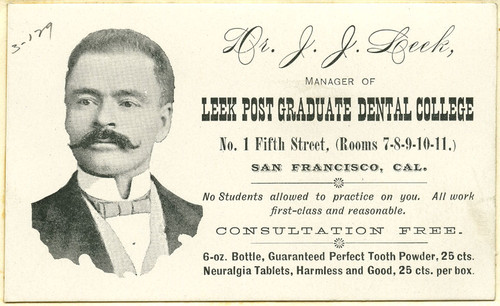 3-129
Dr. J. J. Leek,
MANAGER OF
LEEK POST GRADUATE DENTAL COLLEGE
No. 1 Fifth Street, (Rooms 7-8-9-10-11.)
SAN FRANCISCO, CAL.
No Students allowed to practice on you. All work
first-class and reasonable.
CONSULTATION FREE.
6-oz. Bottle, Guaranteed Perfect Tooth Powder, 25 cts.
Neuralgia Tablets, Harmless and Good, 25 cts. per box.